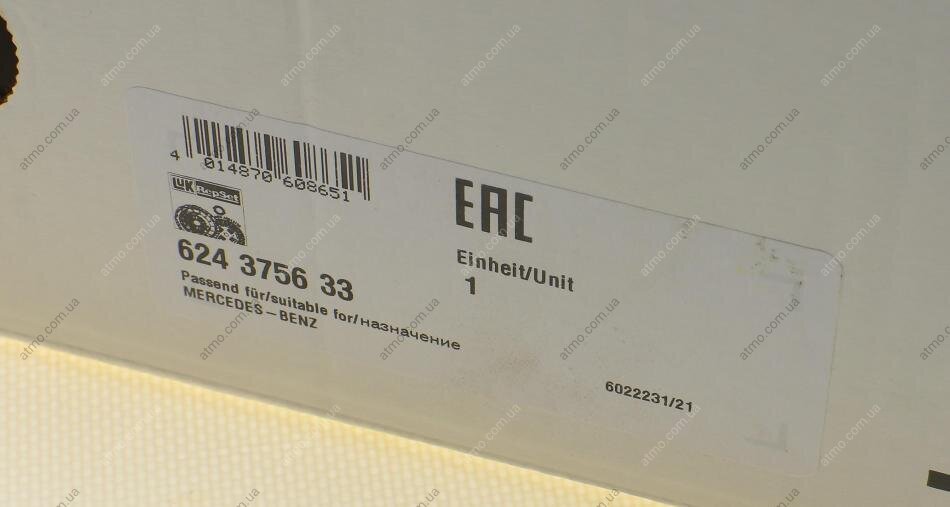 4 014870 608651
LUK RepSet
624 3756 33
Passend für/suitable for/назначение
MERCEDES-BENZ
EAC
Einheit/Unit
1
6022231/21
atmo.com.ua